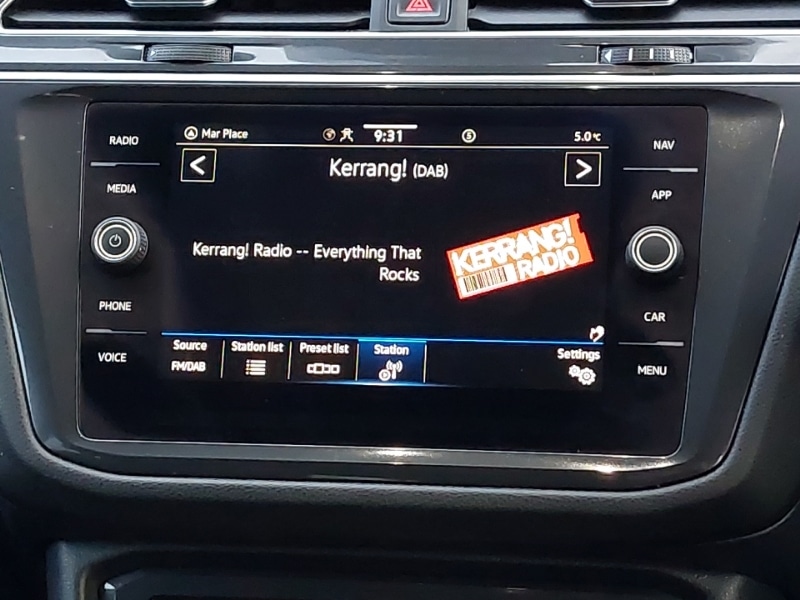 RADIO
MEDIA
PHONE
VOICE
Mar Place
9:31
5
5.0°C
<
Kerrang! (DAB)
>
Kerrang! Radio -- Everything That
Rocks
KERRANG!
RADIO
Source
FM/DAB
Station list
Preset list
Station
Settings
NAV
APP
CAR
MENU